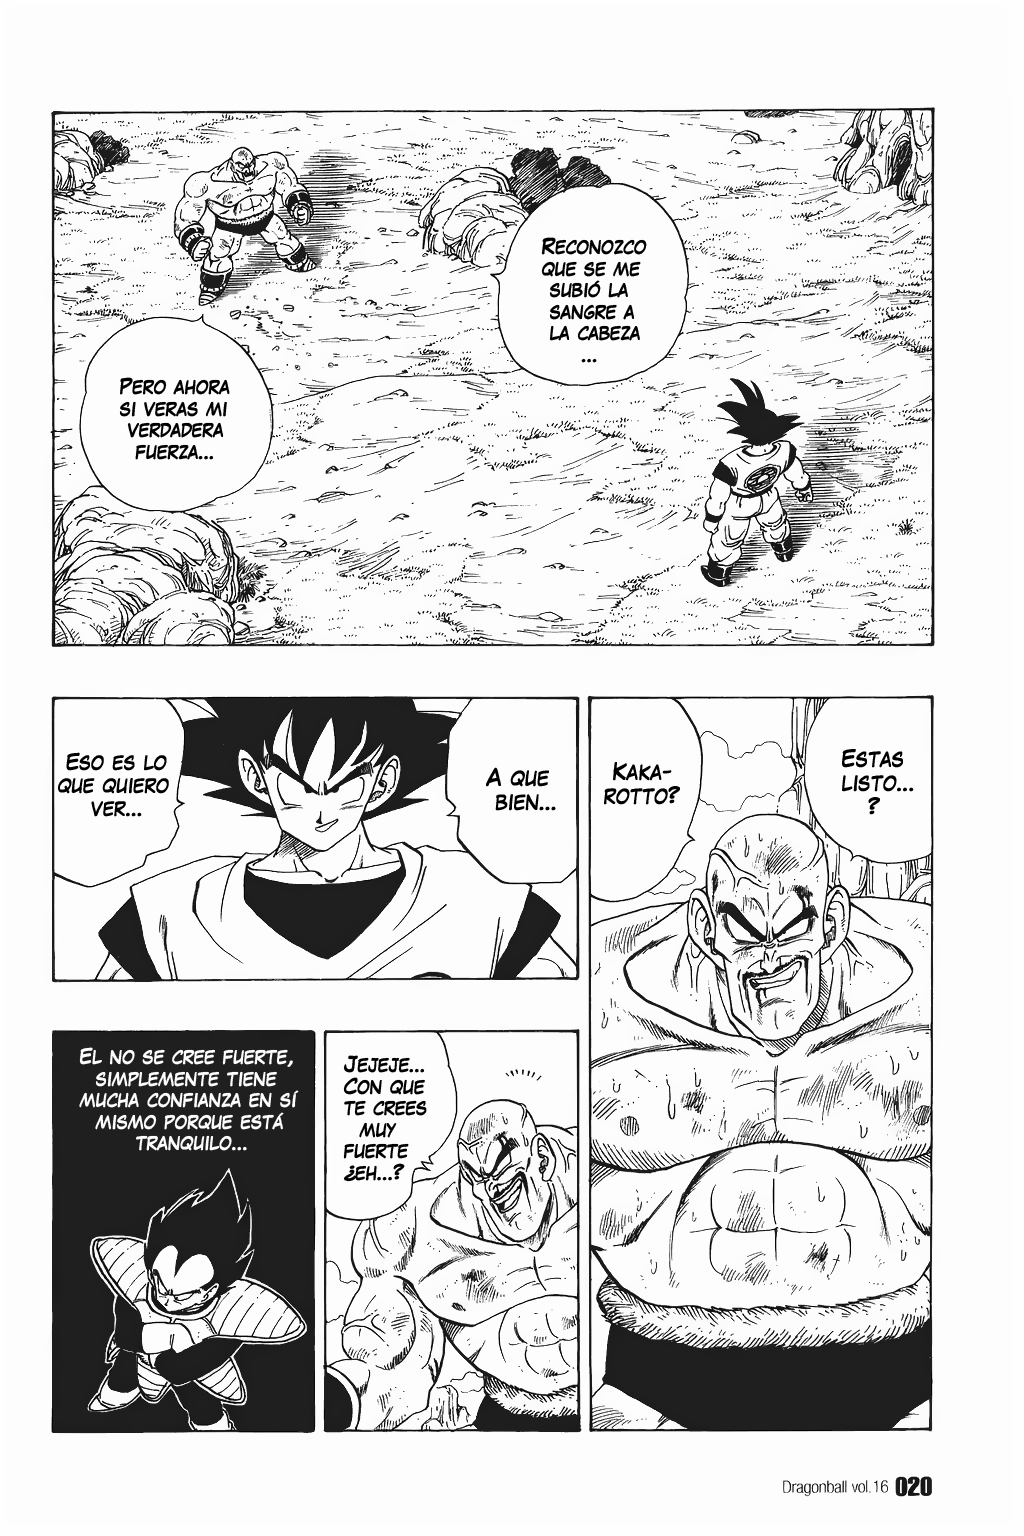 RECONOZCO
QUE SE ME
SUBIÓ LA
SANGRE A
LA CABEZA
...
PERO AHORA
SI VERAS MI
VERDADERA
FUERZA...
ESTAS
LISTO...
?
KAKA-
ROTTO?
A QUE
BIEN...
ESO ES LO
QUE QUIERO
VER...
JEJEJE...
CON QUE
TE CREES
MUY
FUERTE
¿EH...?
EL NO SE CREE FUERTE,
SIMPLEMENTE TIENE
MUCHA CONFIANZA EN SÍ
MISMO PORQUE ESTÁ
TRANQUILO...
Dragonball vol.16 020